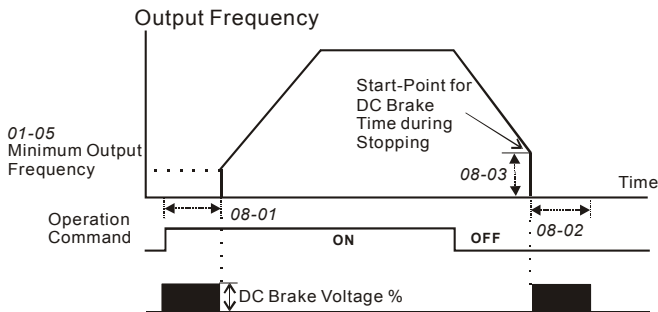 Output Frequency
Start-Point for
DC Brake
Time during
Stopping
01-05
Minimum Output
Frequency
08-03
Time
08-01
Operation
Command
ON
OFF
08-02
DC Brake Voltage %